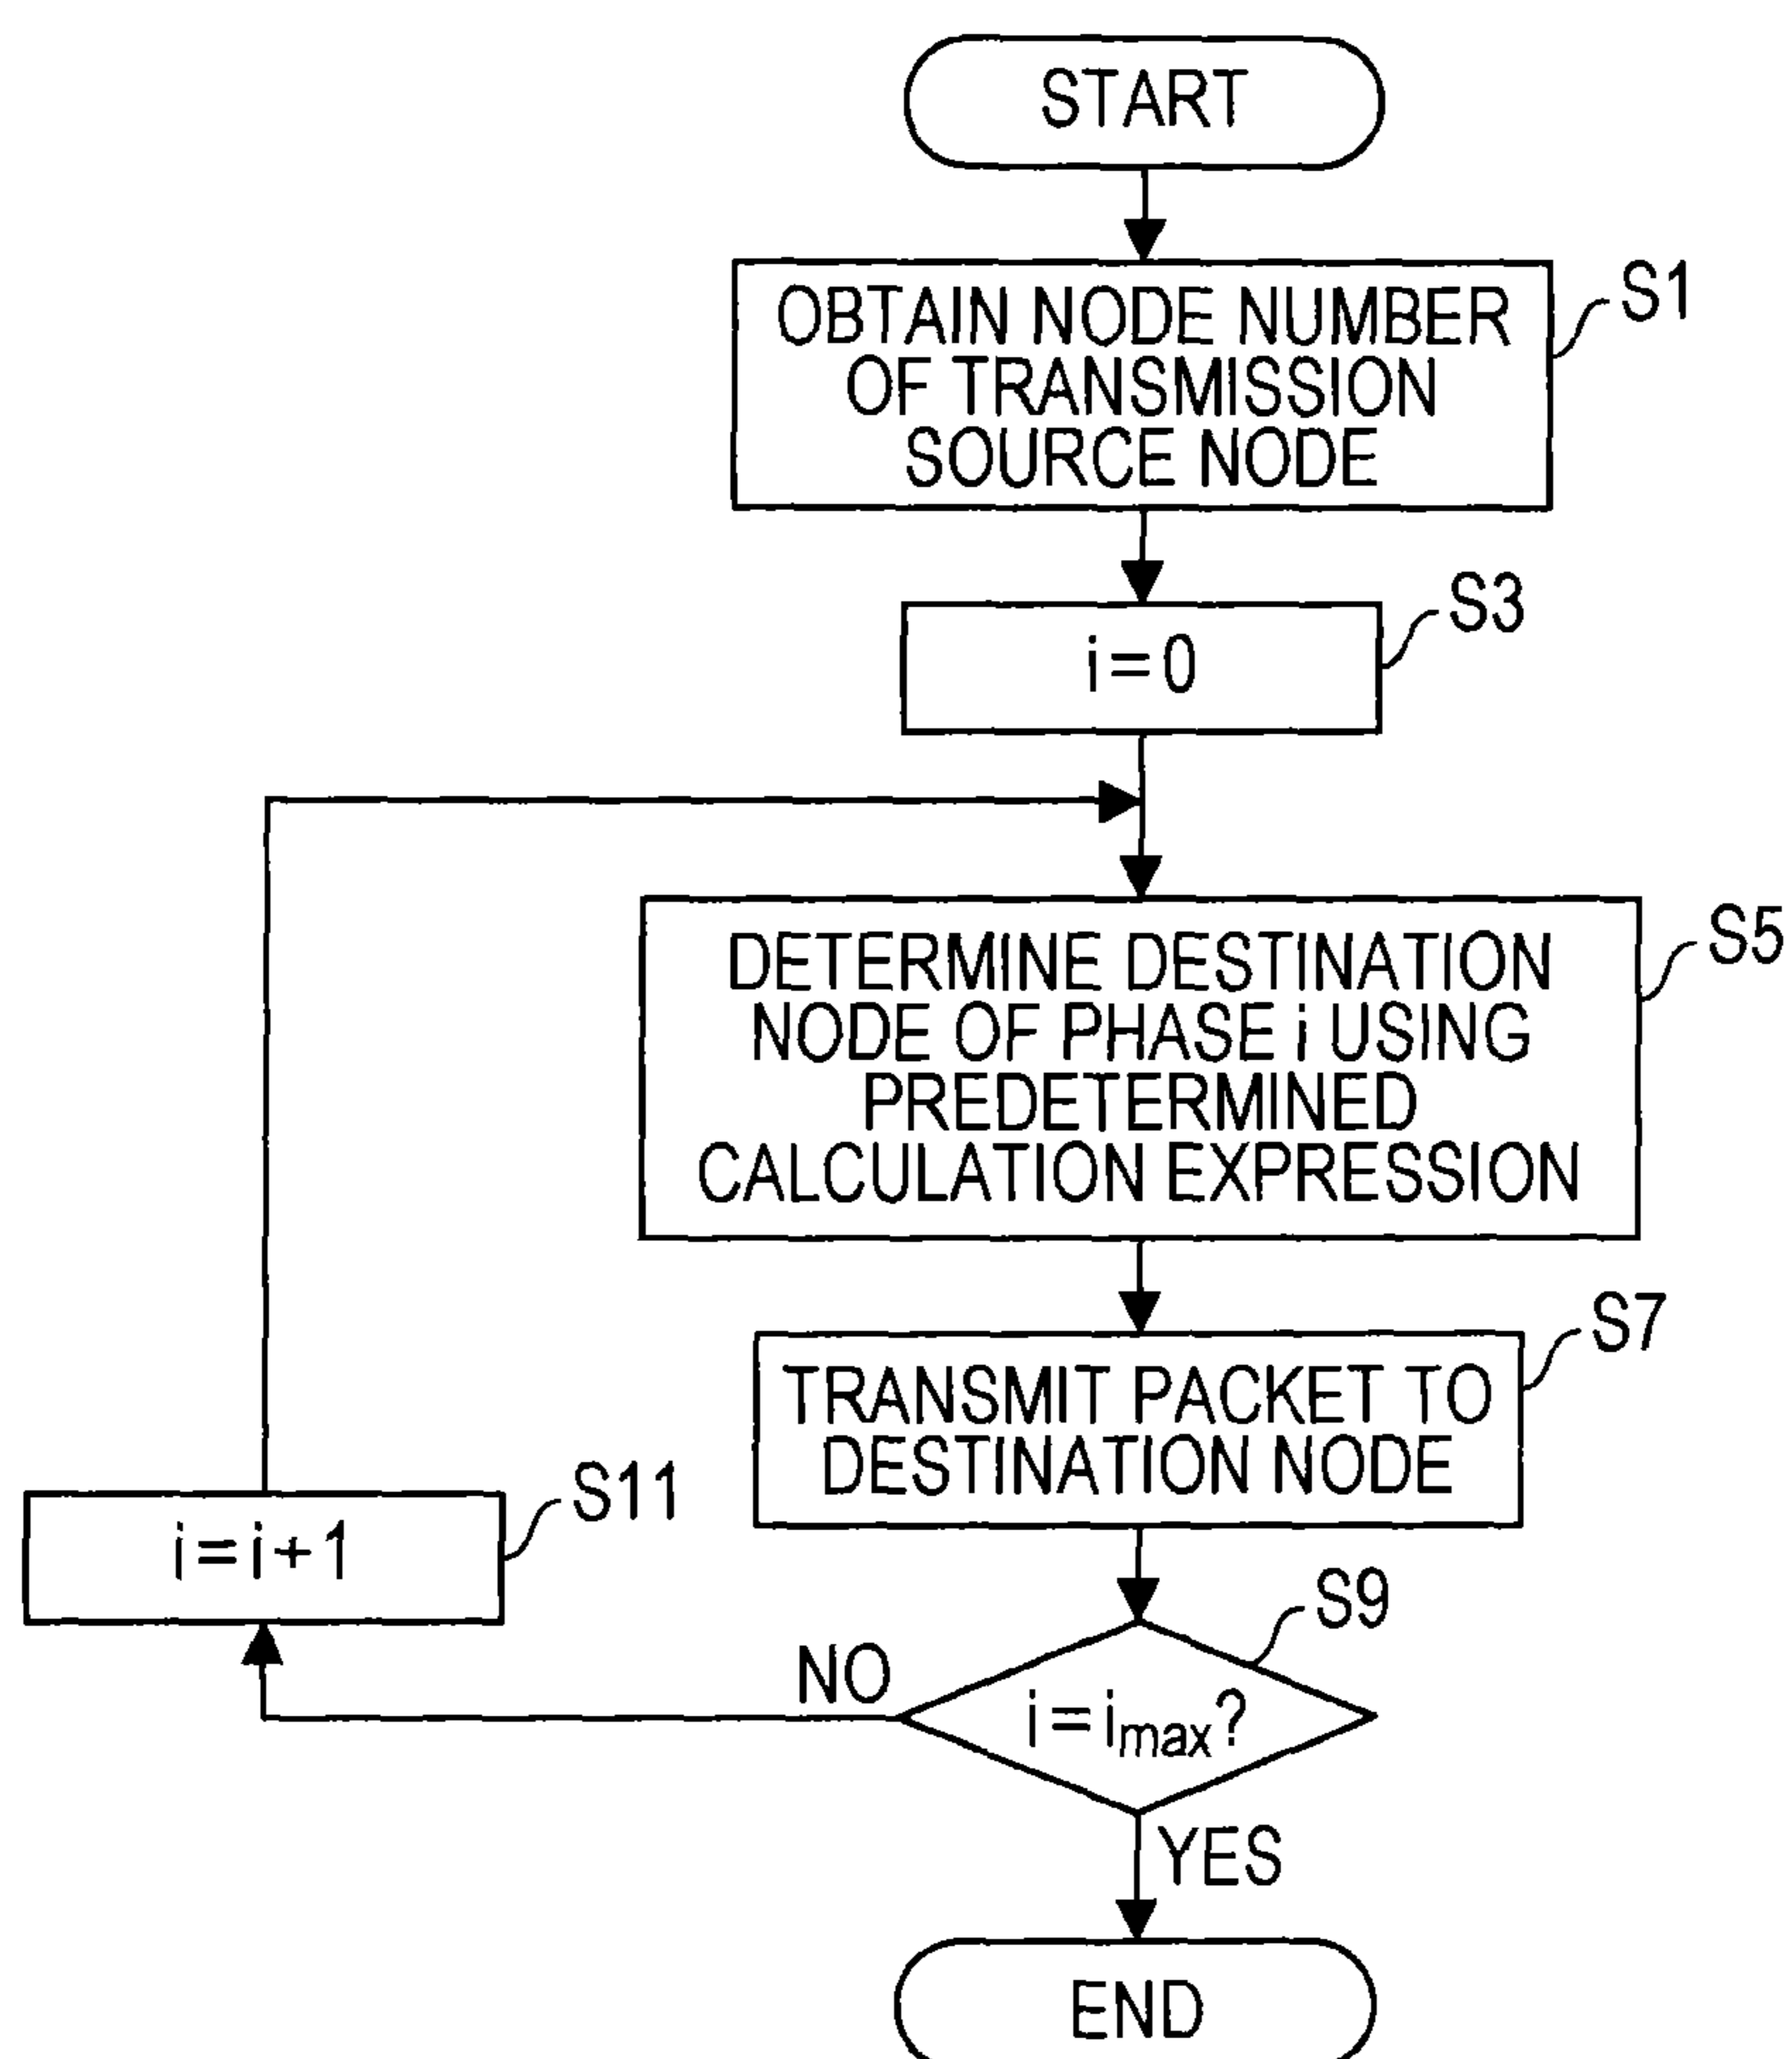 START
OBTAIN NODE NUMBER
OF TRANSMISSION
SOURCE NODE
S1
i=0
S3
DETERMINE DESTINATION
NODE OF PHASE i USING
PREDETERMINED
CALCULATION EXPRESSION
S5
TRANSMIT PACKET TO
DESTINATION NODE
S7
i=i+1
S11
i=imax?
S9
NO
YES
END